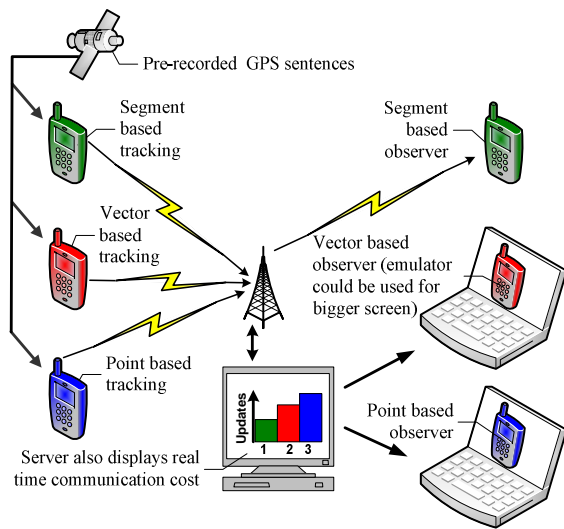 Pre-recorded GPS sentences
Segment
based
tracking
Segment
based
observer
Vector
based
tracking
Vector based
observer (emulator
could be used for
bigger screen)
Point based
tracking
Updates
1 2 3
Point based
observer
Server also displays real
time communication cost